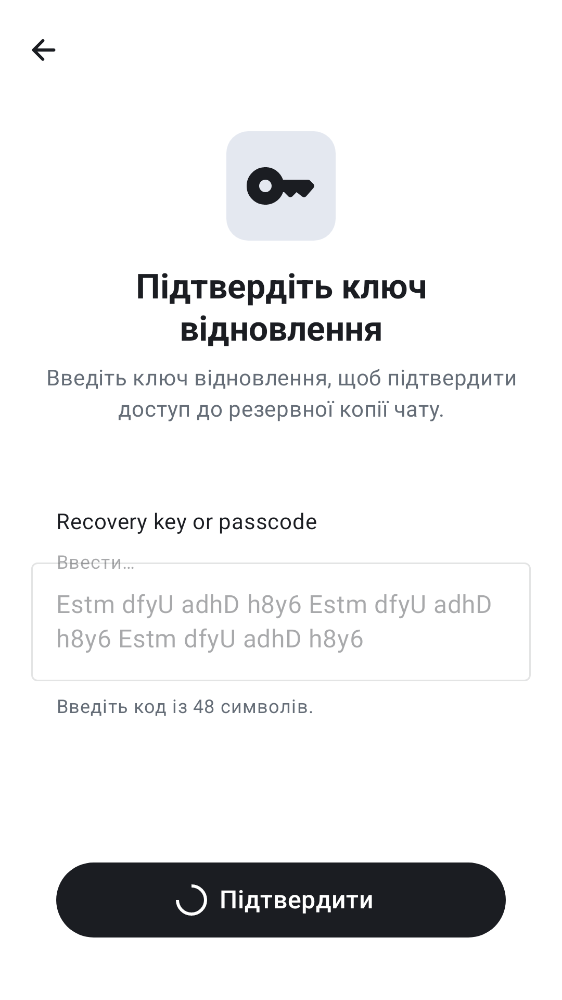 Підтвердіть ключ
відновлення
Введіть ключ відновлення, щоб підтвердити
доступ до резервної копії чату.
Recovery key or passcode
Ввести...
Estm dfyU adhD h8y6 Estm dfyU adhD
h8y6 Estm dfyU adhD h8y6
Введіть код із 48 символів.
Підтвердити